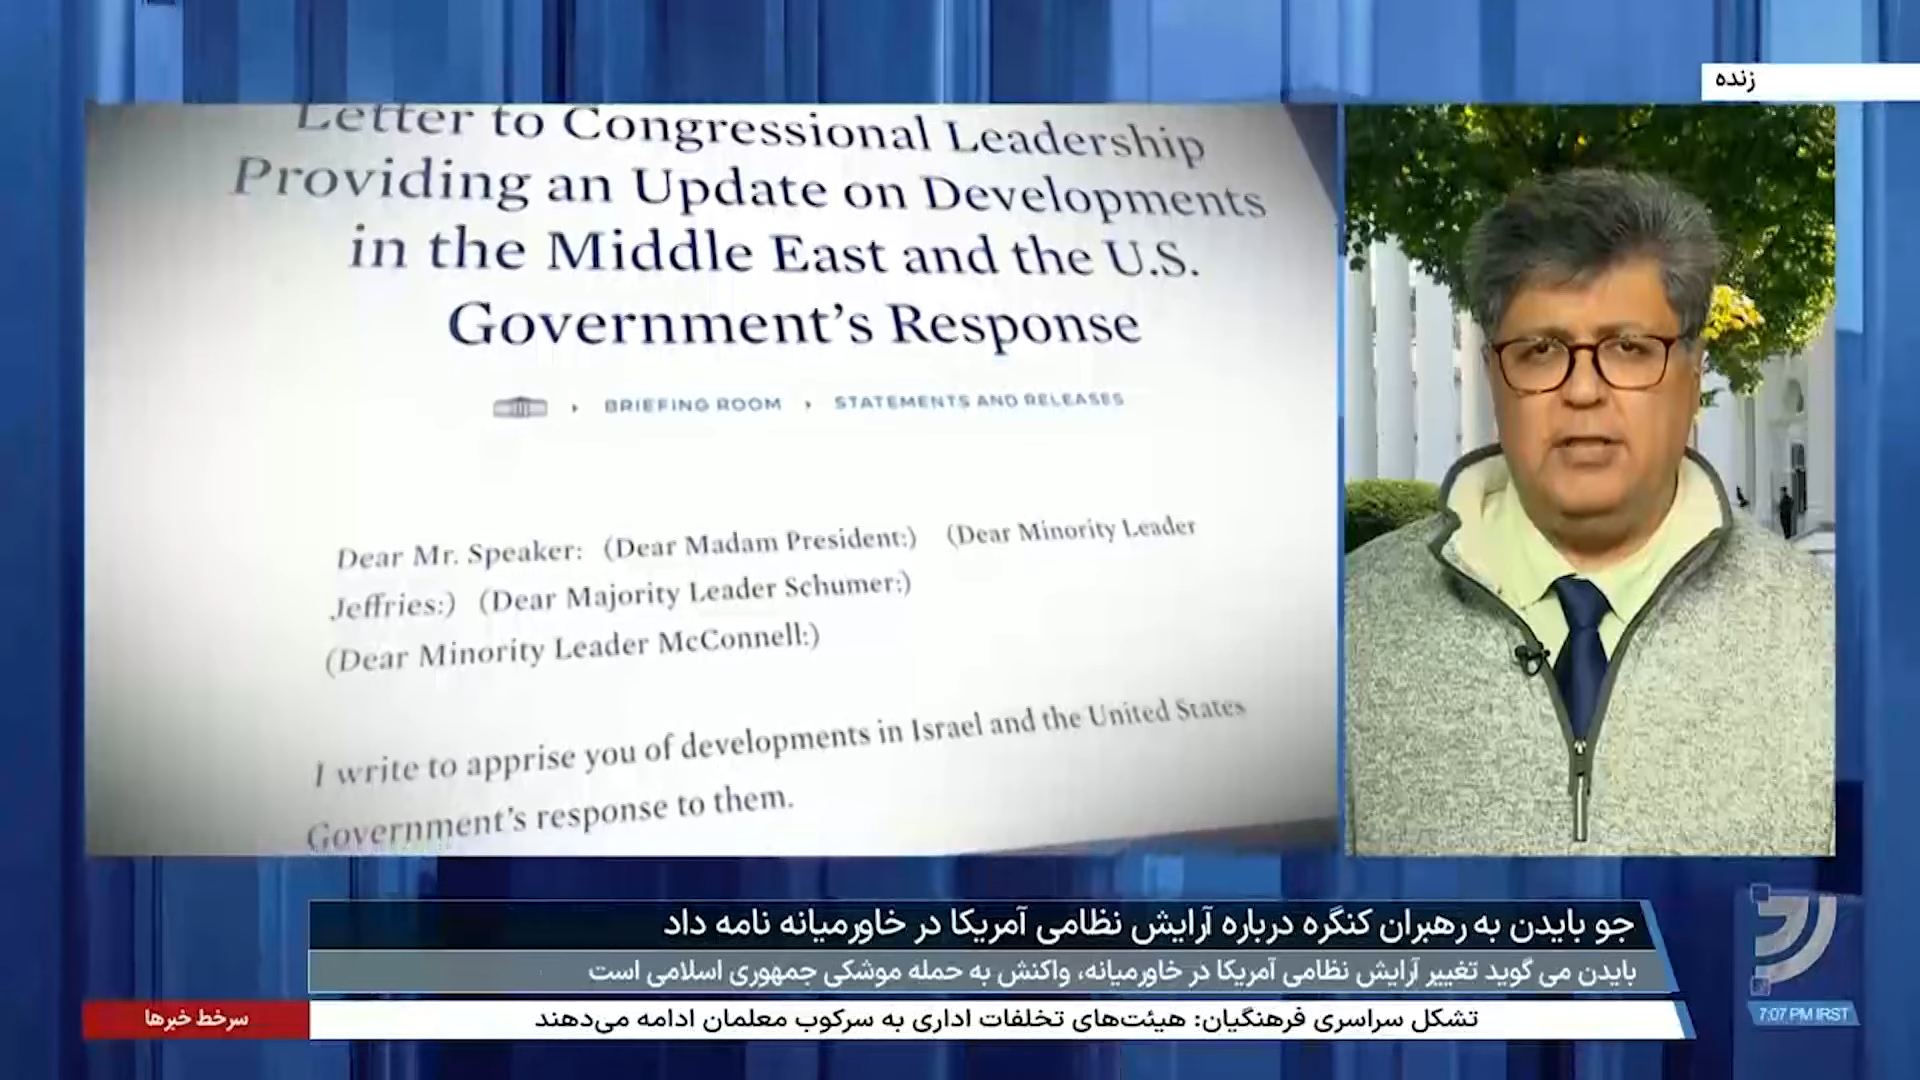 زنده
Letter to Congressional Leadership
Providing an Update on Developments
in the Middle East and the U.S.
Government’s Response
BRIEFING ROOM › STATEMENTS AND RELEASES
Dear Mr. Speaker: (Dear Madam President:) (Dear Minority Leader
Jeffries:) (Dear Majority Leader Schumer:)
(Dear Minority Leader McConnell:)
I write to apprise you of developments in Israel and the United States
Government’s response to them.
جو بایدن به رهبران کنگره درباره آرایش نظامی آمریکا در خاورمیانه نامه داد
بایدن می گوید تغییر آرایش نظامی آمریکا در خاورمیانه، واکنش به حمله موشکی جمهوری اسلامی است
سرخط خبرها
تشکل سراسری فرهنگیان: هیئت‌های تخلفات اداری به سرکوب معلمان ادامه می‌دهند
7:07 PM IRST